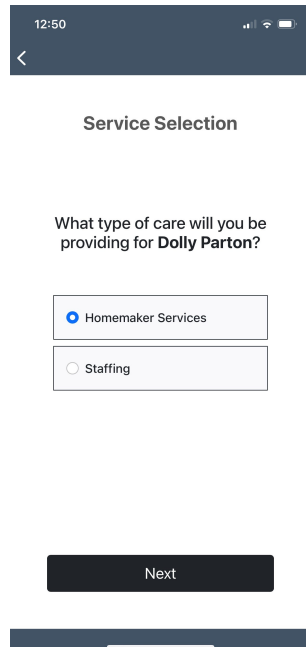 12:50
Service Selection
What type of care will you be
providing for Dolly Parton?
Homemaker Services
Staffing
Next